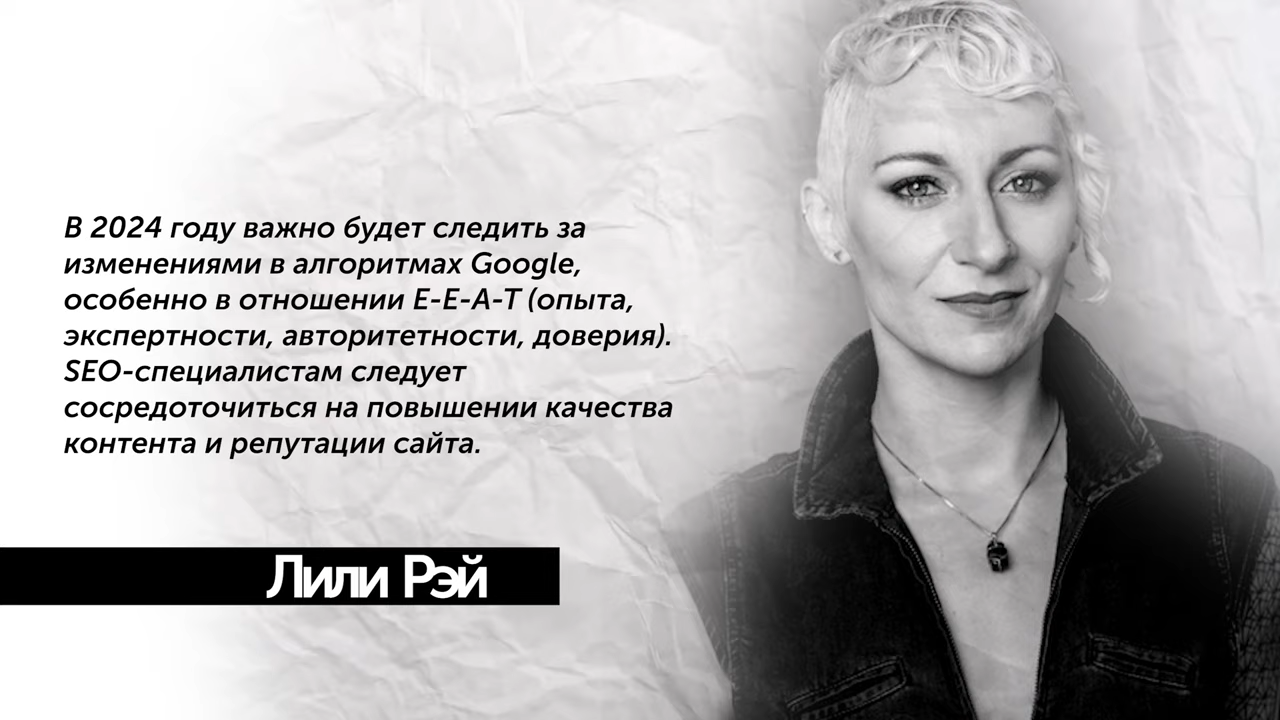 В 2024 году важно будет следить за
изменениями в алгоритмах Google,
особенно в отношении E-E-A-T (опыта,
экспертности, авторитетности, доверия).
SEO-специалистам следует
сосредоточиться на повышении качества
контента и репутации сайта.
Лили Рэй